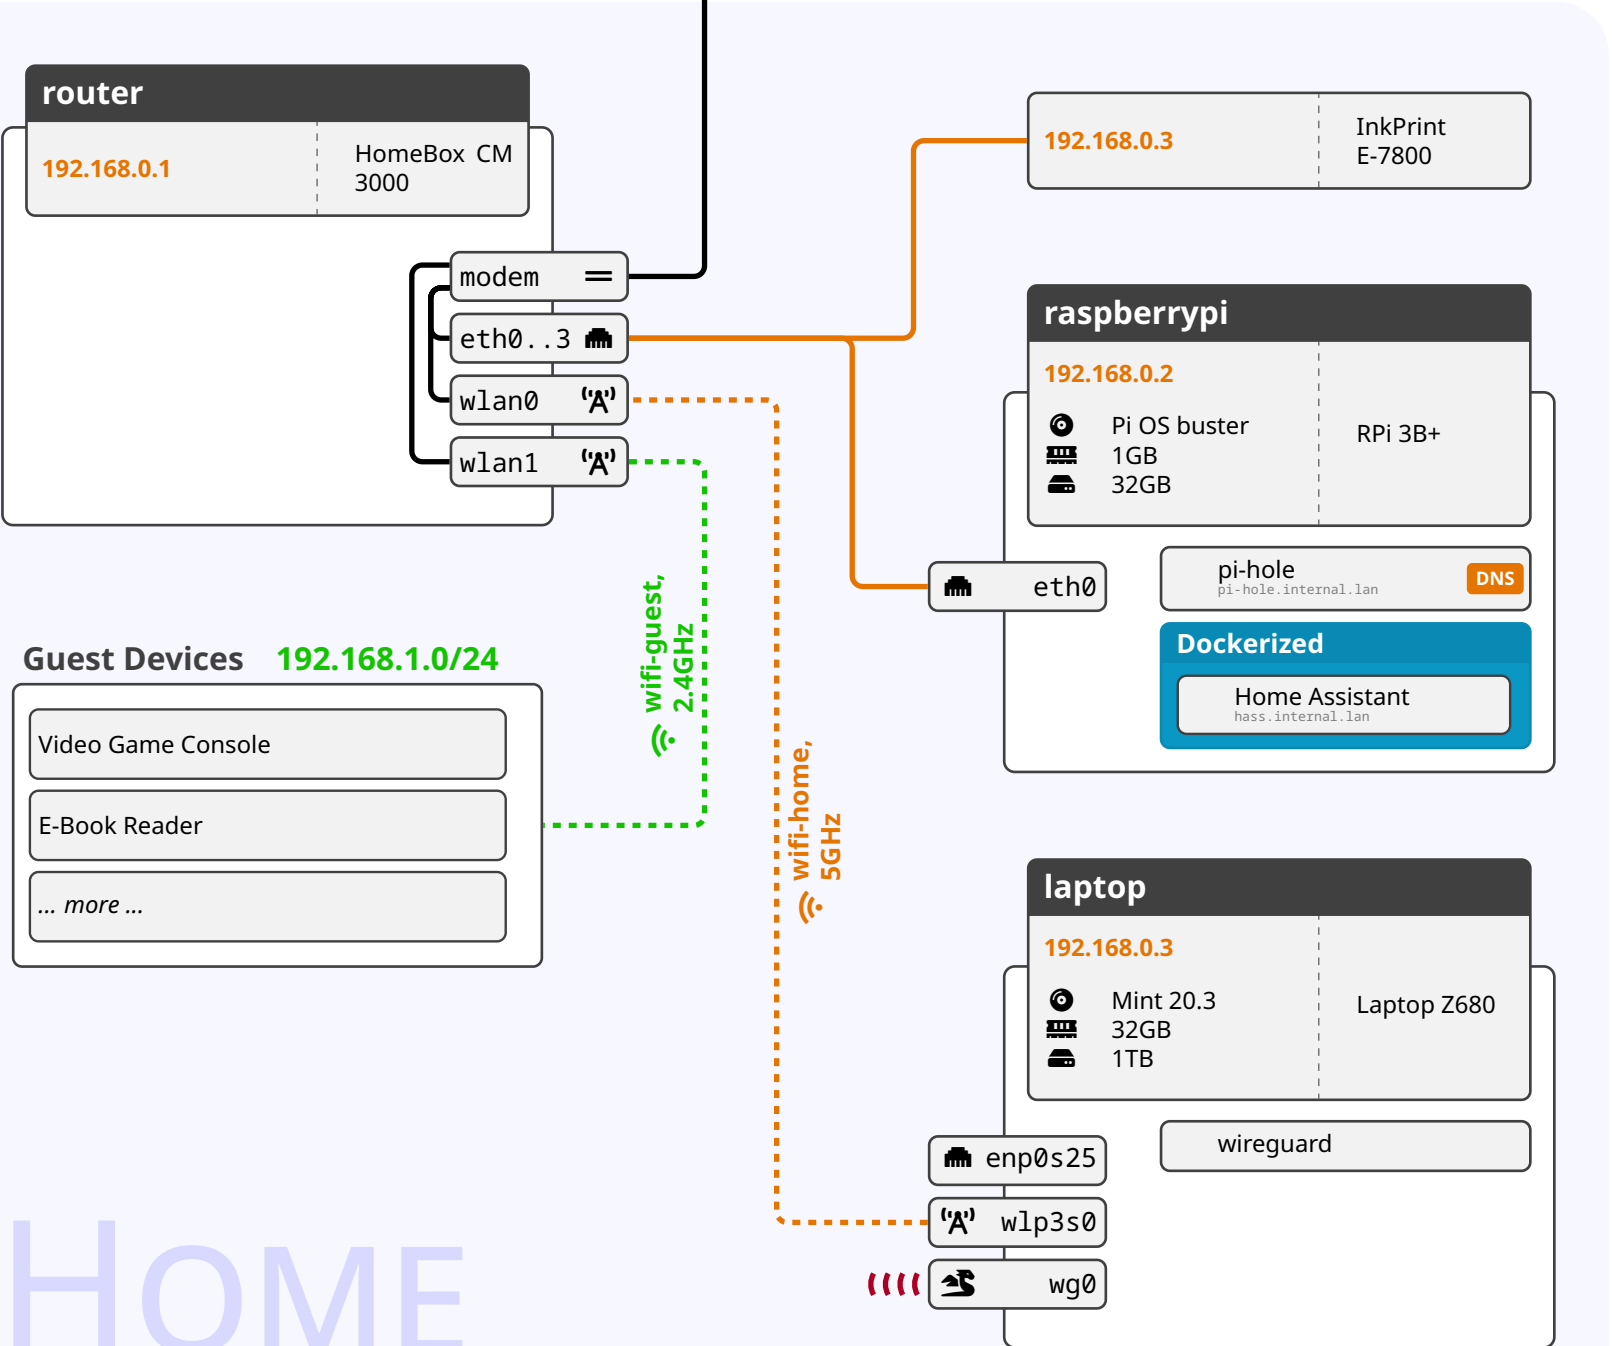 router
192.168.0.1
HomeBox CM
3000
modem
eth0..3
wlan0
wlan1
192.168.0.3
InkPrint
E-7800
raspberrypi
192.168.0.2
Pi OS buster
1GB
32GB
RPi 3B+
eth0
pi-hole
pi-hole.internal.lan
DNS
Dockerized
Home Assistant
hass.internal.lan
wifi-guest,
2.4GHz
wifi-home,
5GHz
Guest Devices 192.168.1.0/24
Video Game Console
E-Book Reader
... more ...
laptop
192.168.0.3
Mint 20.3
32GB
1TB
Laptop Z680
enp0s25
wlp3s0
wg0
wireguard
HOME